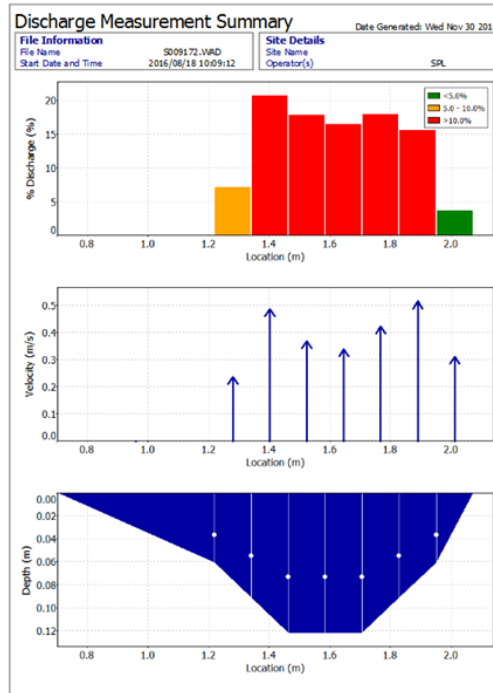 Discharge Measurement Summary
Date Generated: Wed Nov 30 201
File Information
File Name S009172.WAD
Start Date and Time 2016/08/18 10:09:12
Site Details
Site Name
Operator(s) SPL
<5.0%
5.0 - 10.0%
>10.0%
% Discharge (%)
20
15
10
5
0
0.8 1.0 1.2 1.4 1.6 1.8 2.0
Location (m)
Velocity (m/s)
0.5
0.4
0.3
0.2
0.1
0.0
0.8 1.0 1.2 1.4 1.6 1.8 2.0
Location (m)
Depth (m)
0.00
0.02
0.04
0.06
0.08
0.10
0.12
0.8 1.0 1.2 1.4 1.6 1.8 2.0
Location (m)